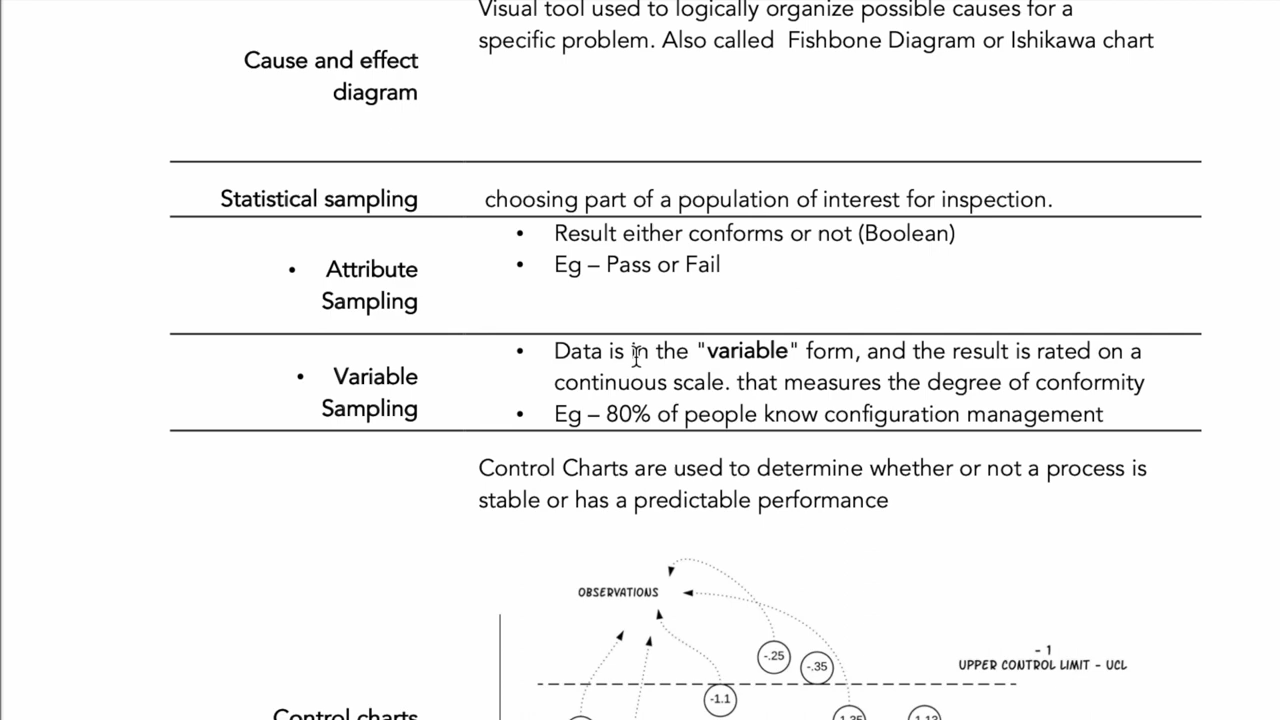 Visual tool used to logically organize possible causes for a
specific problem. Also called  Fishbone Diagram or Ishikawa chart
Cause and effect
diagram
Statistical sampling
choosing part of a population of interest for inspection.
• Attribute
Sampling
• Result either conforms or not (Boolean)
• Eg – Pass or Fail
• Variable
Sampling
• Data is in the "variable" form, and the result is rated on a
continuous scale. that measures the degree of conformity
• Eg – 80% of people know configuration management
Control Charts are used to determine whether or not a process is
stable or has a predictable performance
OBSERVATIONS
-.25
-.35
- 1
UPPER CONTROL LIMIT - UCL
-1.1
Control charts